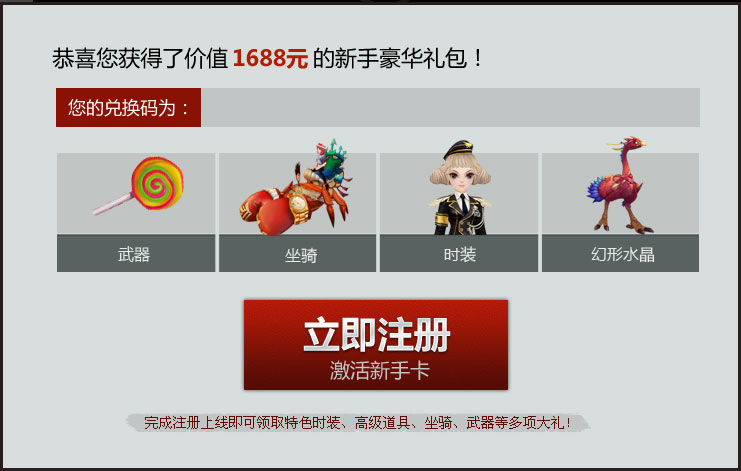 恭喜您获得了价值1688元的新手豪华礼包！
您的兑换码为：
武器 坐骑 时装 幻形水晶
立即注册
激活新手卡
完成注册上线即可领取特色时装、高级道具、坐骑、武器等多项大礼！